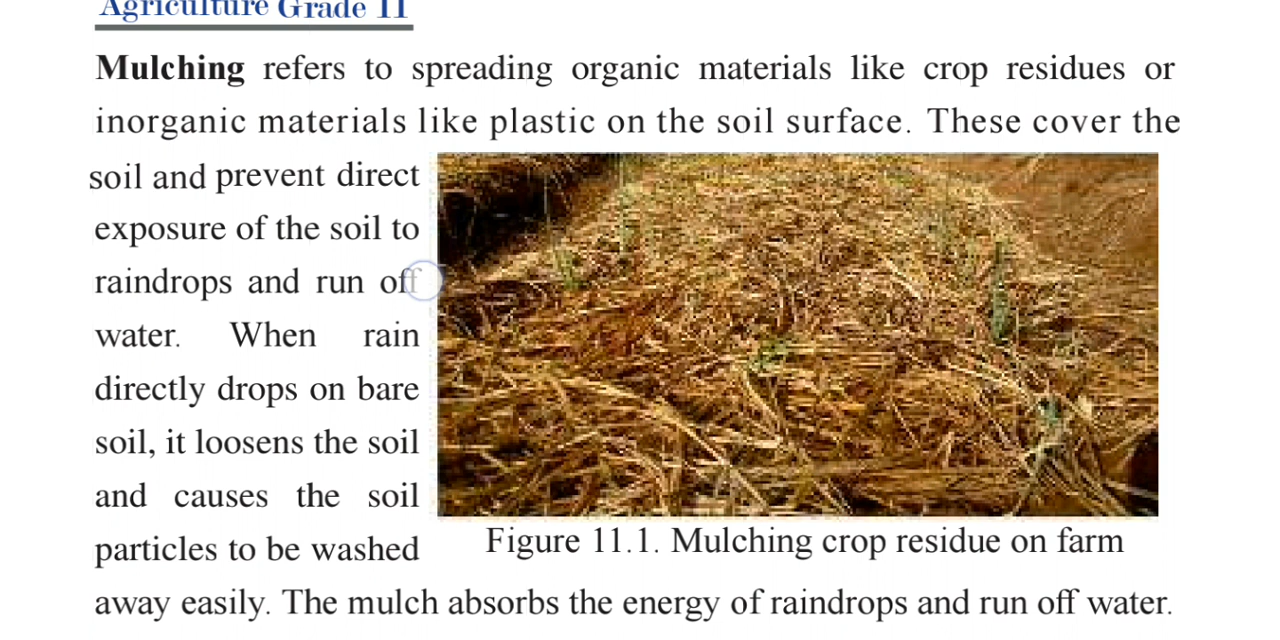 Agriculture Grade 11
Mulching refers to spreading organic materials like crop residues or
inorganic materials like plastic on the soil surface. These cover the
soil and prevent direct
exposure of the soil to
raindrops and run off
water. When rain
directly drops on bare
soil, it loosens the soil
and causes the soil
particles to be washed
Figure 11.1. Mulching crop residue on farm
away easily. The mulch absorbs the energy of raindrops and run off water.